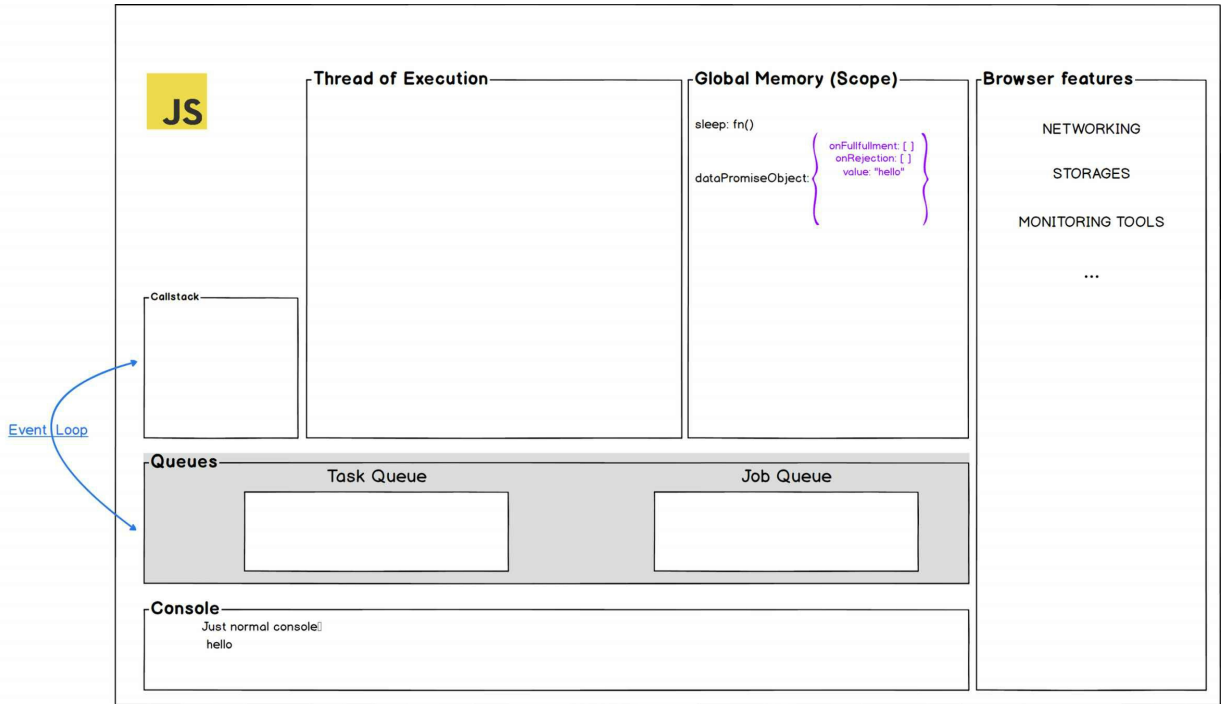 JS
Thread of Execution
Global Memory (Scope)
Browser features
sleep: fn()
dataPromiseObject:
onFullfullment: [ ]
onRejection: [ ]
value: "hello"
NETWORKING
STORAGES
MONITORING TOOLS
...
Callstack
Event Loop
Queues
Task Queue
Job Queue
Console
Just normal console▯
hello